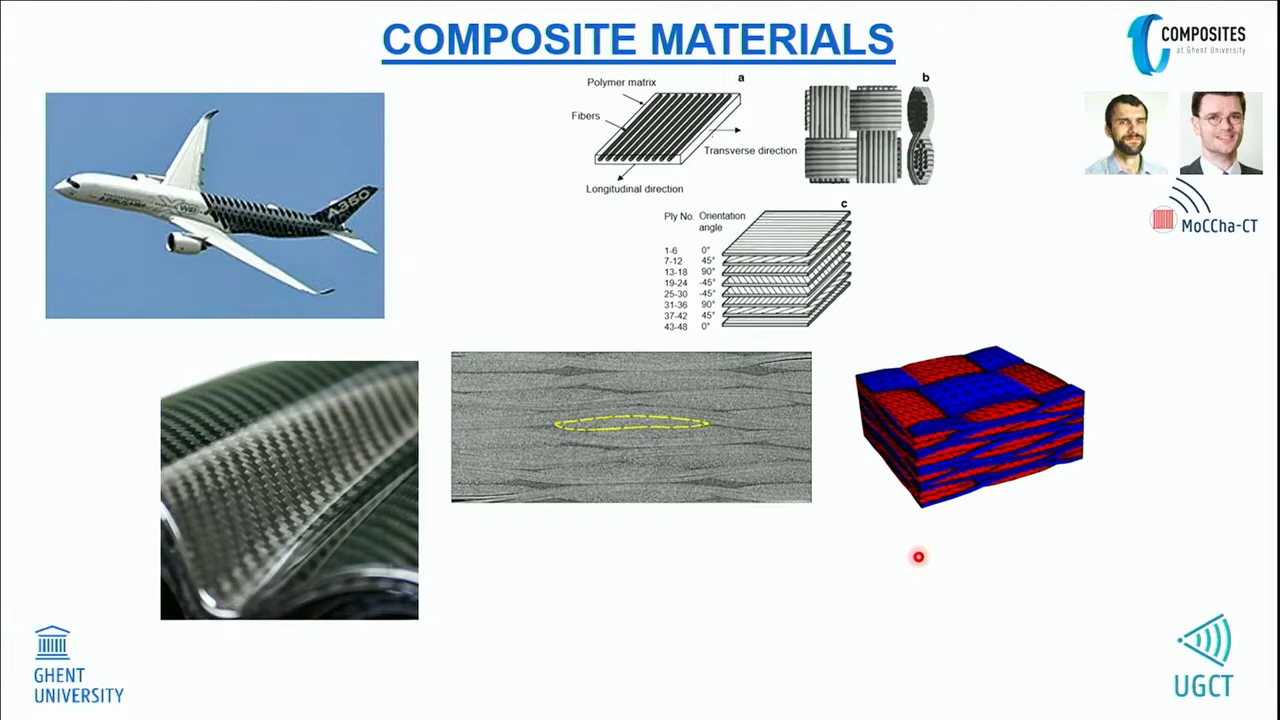 COMPOSITE MATERIALS
COMPOSITES
at Ghent University
A350
Polymer matrix
a
Fibers
Transverse direction
Longitudinal direction
b
c
Ply No. Orientation
angle
1-6 0°
7-12 45°
13-18 90°
19-24 -45°
25-30 -45°
31-36 90°
37-42 45°
43-48 0°
MoCCha-CT
GHENT
UNIVERSITY
UGCT